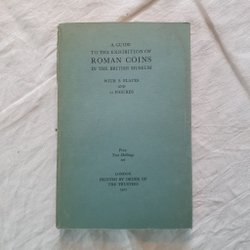 A GUIDE
TO THE EXHIBITION OF
ROMAN COINS
IN THE BRITISH MUSEUM
WITH 8 PLATES
AND
FIGURES
Price
Two Shillings
net
LONDON
PRINTED BY ORDER OF
THE TRUSTEES